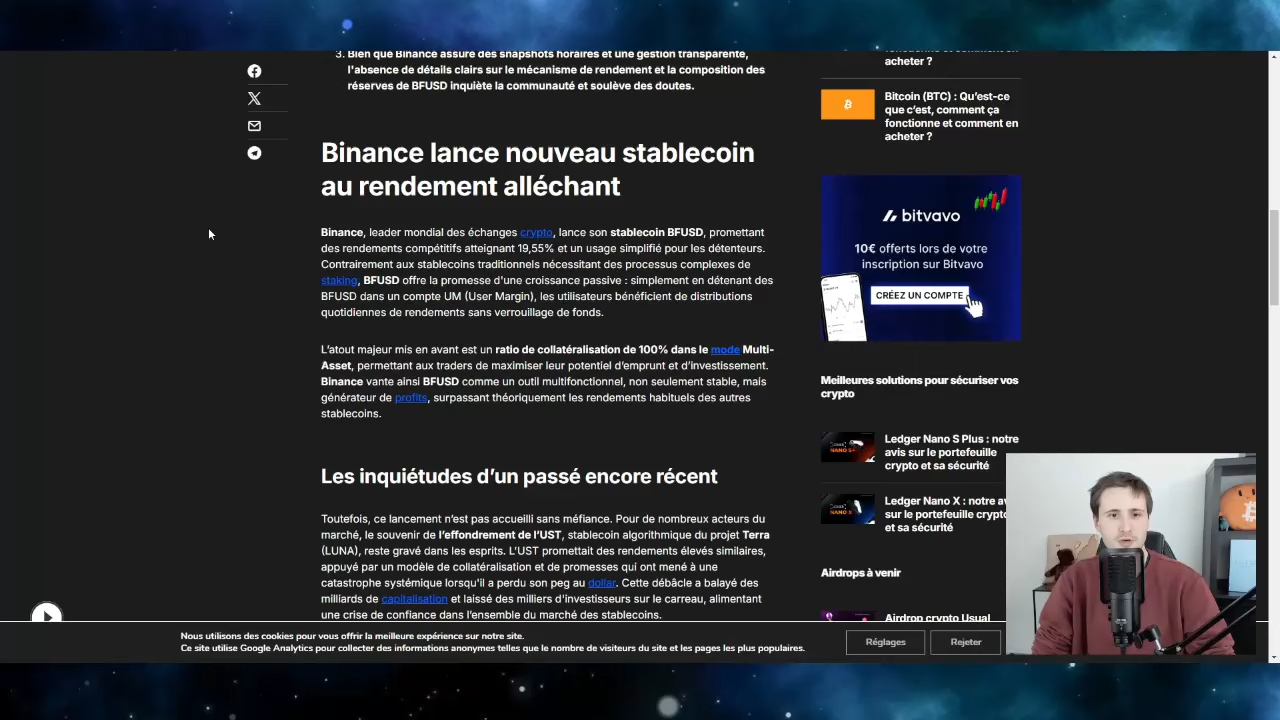 3. Bien que Binance assure des snapshots horaires et une gestion transparente,
l'absence de détails clairs sur le mécanisme de rendement et la composition des
réserves de BFUSD inquiète la communauté et soulève des doutes.
Binance lance nouveau stablecoin
au rendement alléchant
Binance, leader mondial des échanges crypto, lance son stablecoin BFUSD, promettant
des rendements compétitifs atteignant 19,55% et un usage simplifié pour les détenteurs.
Contrairement aux stablecoins traditionnels nécessitant des processus complexes de
staking, BFUSD offre la promesse d'une croissance passive : simplement en détenant des
BFUSD dans un compte UM (User Margin), les utilisateurs bénéficient de distributions
quotidiennes de rendements sans verrouillage de fonds.
L'atout majeur mis en avant est un ratio de collatéralisation de 100% dans le mode Multi-
Asset, permettant aux traders de maximiser leur potentiel d'emprunt et d'investissement.
Binance vante ainsi BFUSD comme un outil multifonctionnel, non seulement stable, mais
générateur de profits, surpassant théoriquement les rendements habituels des autres
stablecoins.
Les inquiétudes d'un passé encore récent
Toutefois, ce lancement n'est pas accueilli sans méfiance. Pour de nombreux acteurs du
marché, le souvenir de l'effondrement de l'UST, stablecoin algorithmique du projet Terra
(LUNA), reste gravé dans les esprits. L'UST promettait des rendements élevés similaires,
appuyé par un modèle de collatéralisation et de promesses qui ont mené à une
catastrophe systémique lorsqu'il a perdu son peg au dollar. Cette débâcle a balayé des
milliards de capitalisation et laissé des milliers d'investisseurs sur le carreau, alimentant
une crise de confiance dans l'ensemble du marché des stablecoins.
fonctionne et comment en
acheter ?
Bitcoin (BTC) : Qu'est-ce
que c'est, comment ça
fonctionne et comment en
acheter ?
bitvavo
10€ offerts lors de votre
inscription sur Bitvavo
CRÉEZ UN COMPTE
Meilleures solutions pour sécuriser vos
crypto
Ledger Nano S Plus : notre
avis sur le portefeuille
crypto et sa sécurité
Ledger Nano X : notre av
sur le portefeuille crypto
et sa sécurité
Airdrops à venir
Airdrop crypto Usual
Nous utilisons des cookies pour vous offrir la meilleure expérience sur notre site.
Ce site utilise Google Analytics pour collecter des informations anonymes telles que le nombre de visiteurs du site et les pages les plus populaires.
Réglages
Rejeter